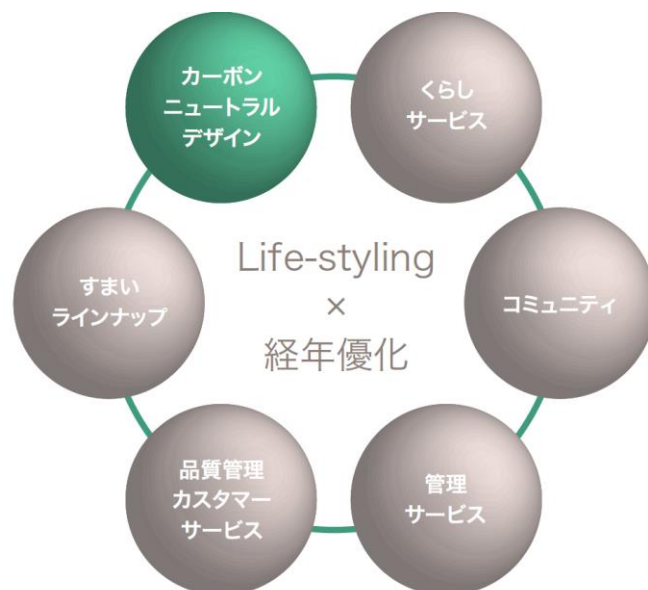 カーボン
ニュートラル
デザイン
くらし
サービス
すまい
ラインナップ
Life-styling
×
経年優化
コミュニティ
品質管理
カスタマー
サービス
管理
サービス